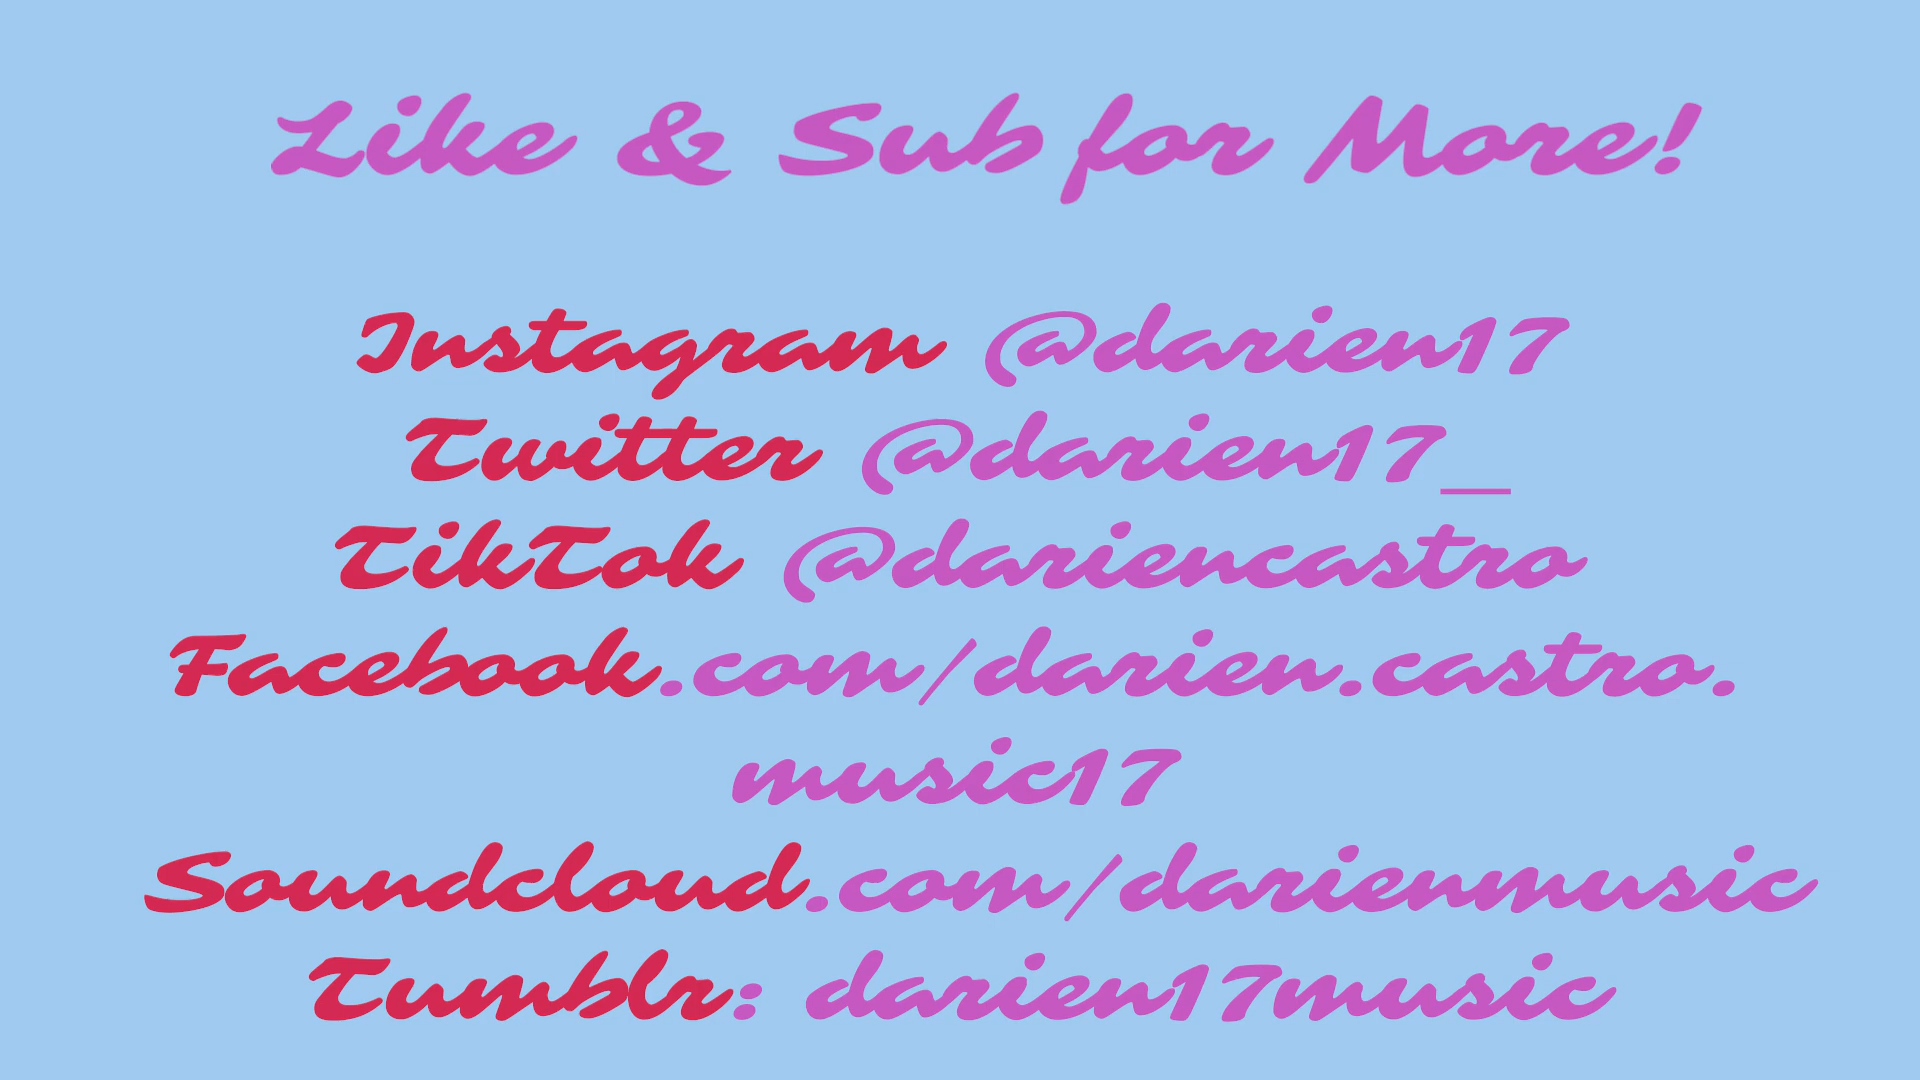 Like & Sub for More!
Instagram @darien17
Twitter @darien17_
TikTok @dariencastro
Facebook.com/darien.castro.
music17
Soundcloud.com/darienmusic
Tumblr: darien17music